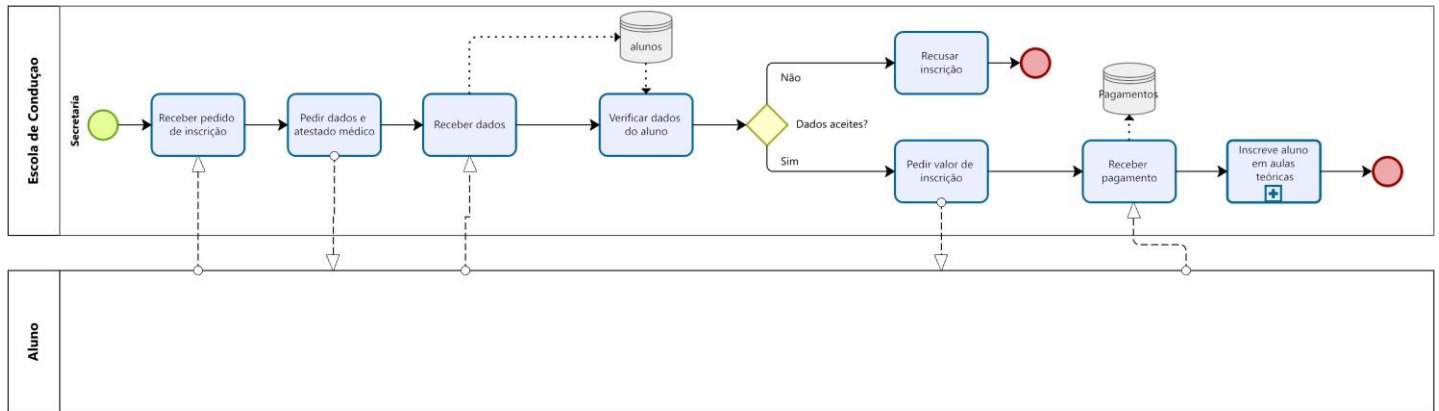 Escola de Conduçao
Secretaria
Receber pedido
de inscrição
Pedir dados e
atestado médico
Receber dados
alunos
Verificar dados
do aluno
Dados aceites?
Não
Recusar
inscrição
Sim
Pedir valor de
inscrição
Pagamentos
Receber
pagamento
Inscreve aluno
em aulas
teóricas
Aluno